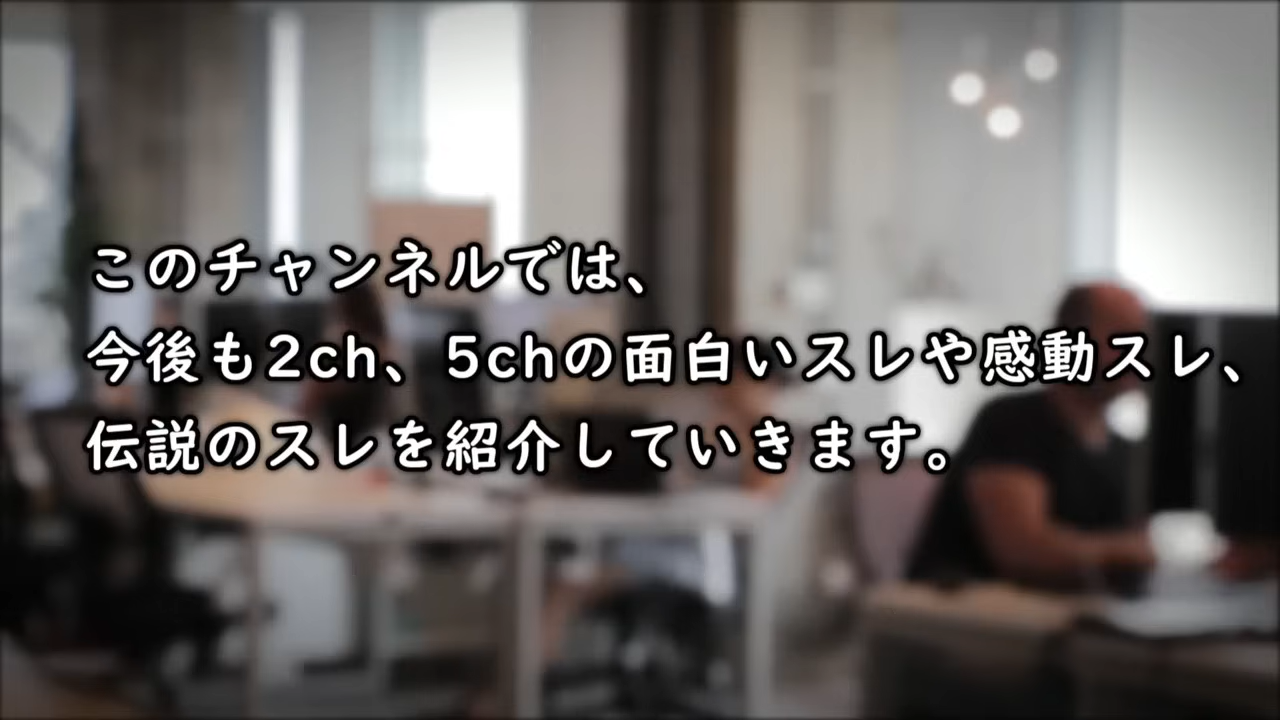 このチャンネルでは、
今後も2ch、5chの面白いスレや感動スレ、
伝説のスレを紹介していきます。